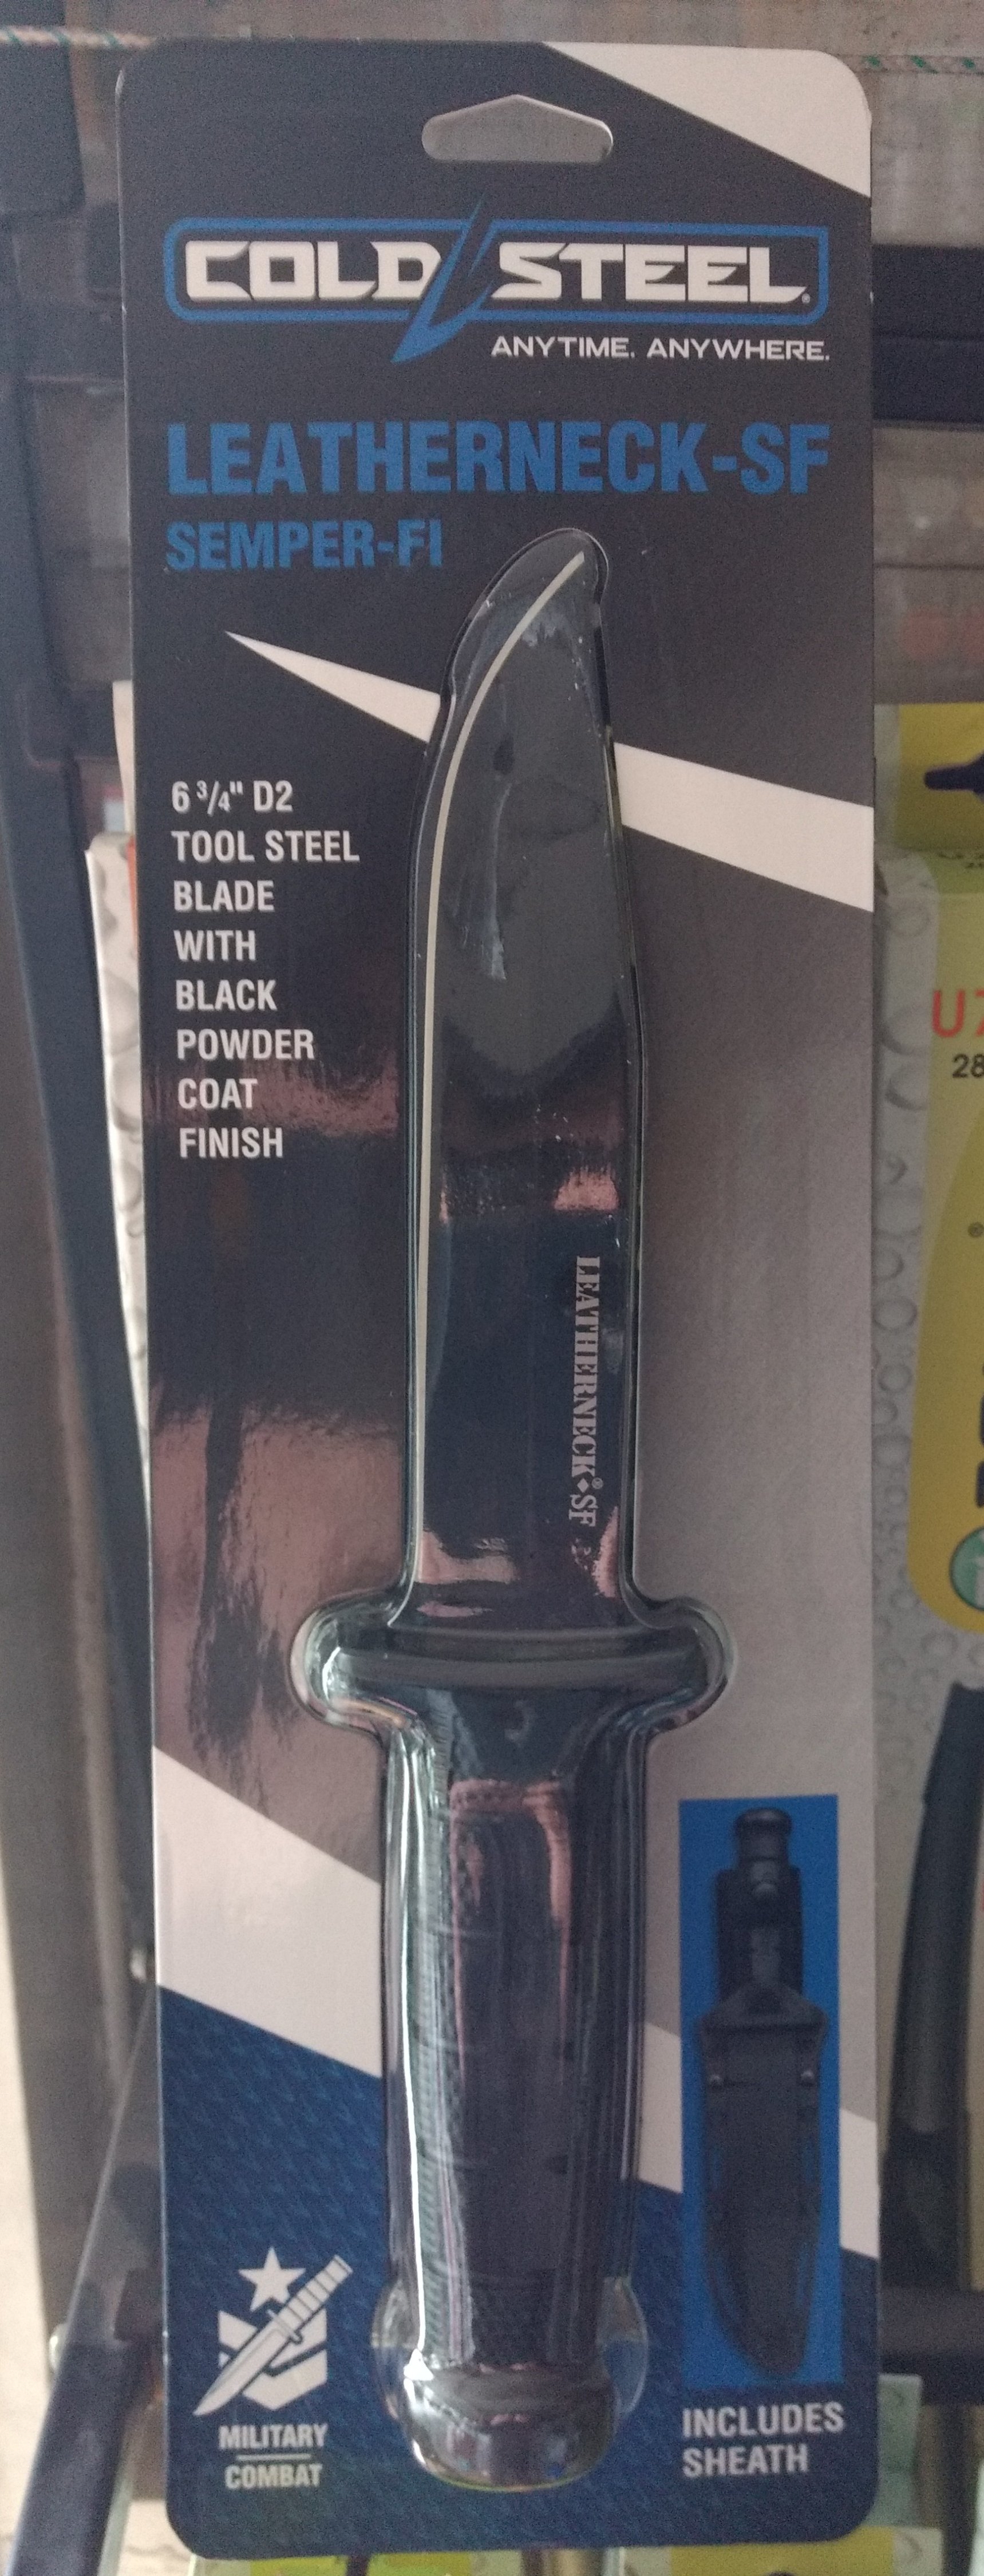 COLD STEEL®
ANYTIME. ANYWHERE.
LEATHERNECK-SF
SEMPER-FI
6 3/4" D2
TOOL STEEL
BLADE
WITH
BLACK
POWDER
COAT
FINISH
LEATHERNECK®♦SF
MILITARY
COMBAT
INCLUDES
SHEATH
28